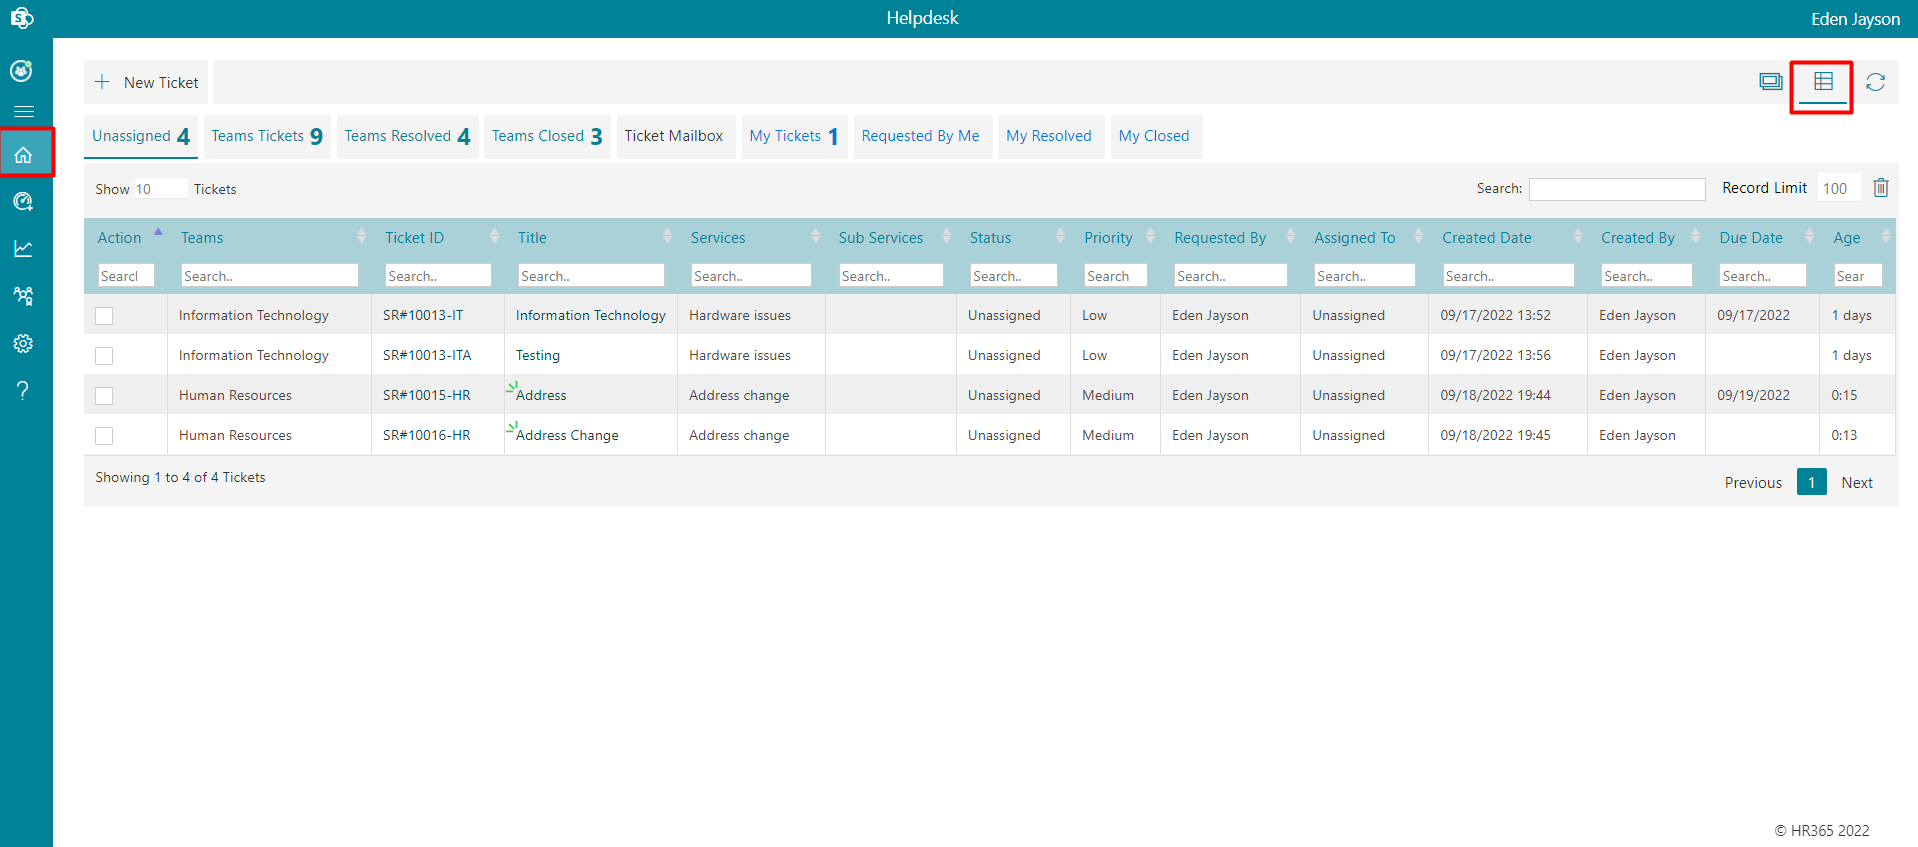 Helpdesk
Eden Jayson
New Ticket
Unassigned 4 Teams Tickets 9 Teams Resolved 4 Teams Closed 3 Ticket Mailbox My Tickets 1 Requested By Me My Resolved My Closed
Show 10 Tickets Search: Record Limit 100
Action Teams Ticket ID Title Services Sub Services Status Priority Requested By Assigned To Created Date Created By Due Date Age
Search Search.. Search.. Search.. Search.. Search.. Search.. Search Search.. Search.. Search.. Search.. Search.. Sear
Information Technology SR#10013-IT Information Technology Hardware issues Unassigned Low Eden Jayson Unassigned 09/17/2022 13:52 Eden Jayson 09/17/2022 1 days
Information Technology SR#10013-ITA Testing Hardware issues Unassigned Low Eden Jayson Unassigned 09/17/2022 13:56 Eden Jayson 1 days
Human Resources SR#10015-HR Address Address change Unassigned Medium Eden Jayson Unassigned 09/18/2022 19:44 Eden Jayson 09/19/2022 0:15
Human Resources SR#10016-HR Address Change Address change Unassigned Medium Eden Jayson Unassigned 09/18/2022 19:45 Eden Jayson 0:13
Showing 1 to 4 of 4 Tickets
Previous 1 Next
© HR365 2022